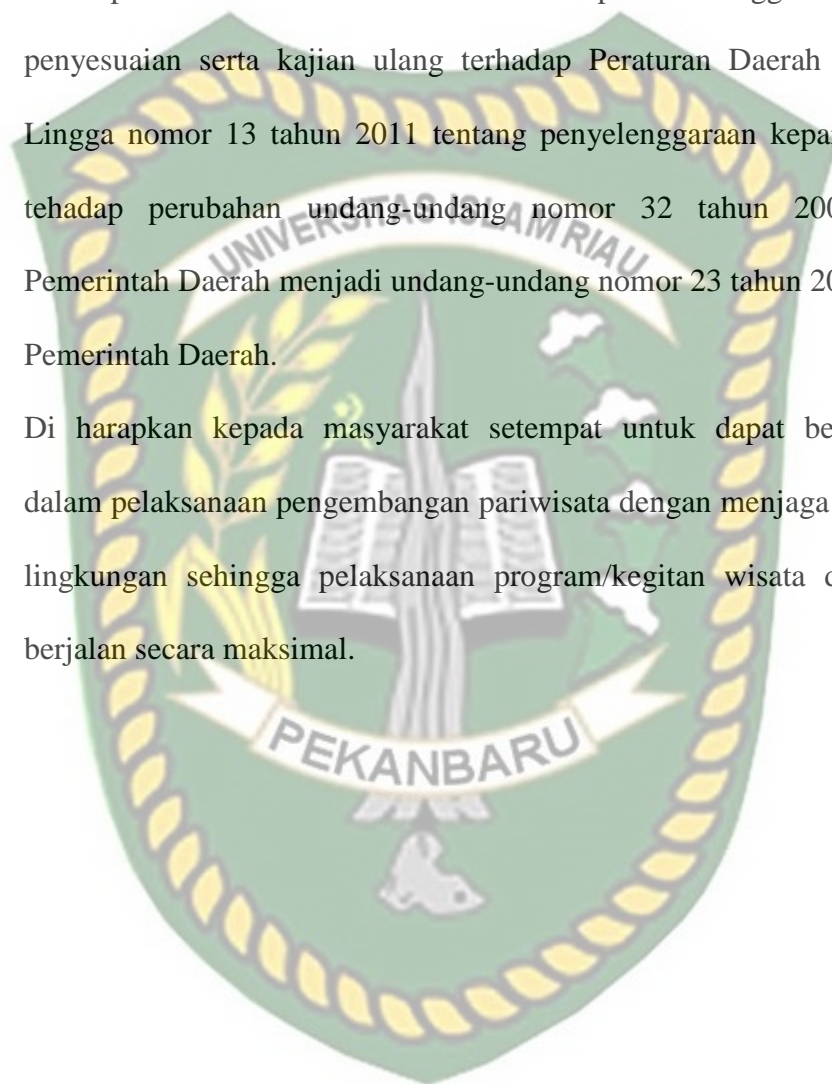 penyesuaian serta kajian ulang terhadap Peraturan Daerah
Lingga nomor 13 tahun 2011 tentang penyelenggaraan
tehadap perubahan undang-undang nomor 32 tahun
UNIVERSITAS ISLAM RIAU
Pemerintah Daerah menjadi undang-undang nomor 23 tahun
Pemerintah Daerah.
Di harapkan kepada masyarakat setempat untuk dapat
dalam pelaksanaan pengembangan pariwisata dengan menjaga
lingkungan sehingga pelaksanaan program/kegitan wisata
berjalan secara maksimal.
PEKANBARU